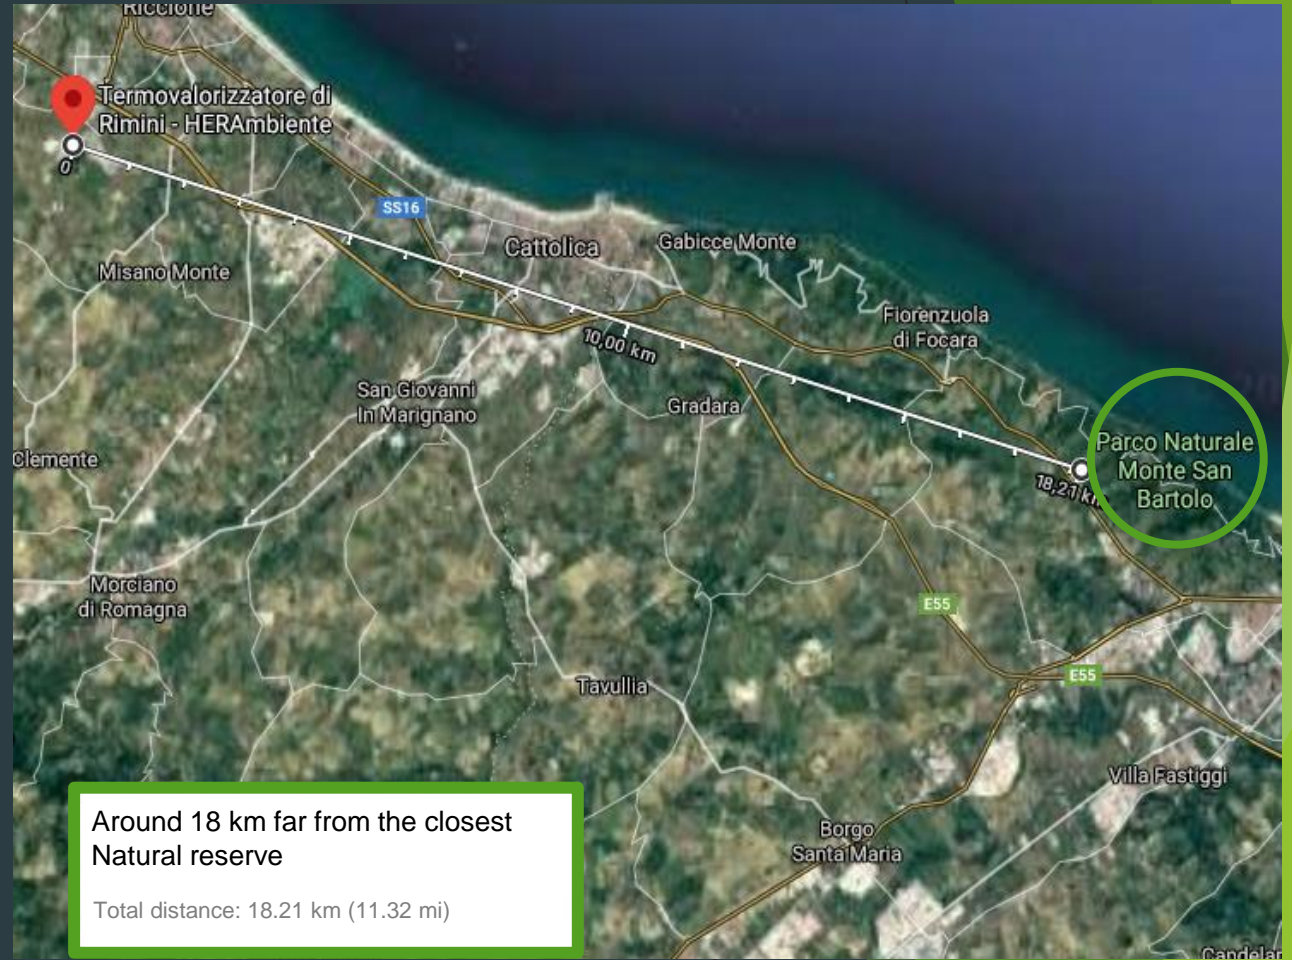 Riccione
Termovalorizzatore di
Rimini - HERAmbiente
0
SS16
Cattolica
Gabicce Monte
Misano Monte
Fiorenzuola
di Focara
10,00 km
San Giovanni
In Marignano
Gradara
Clemente
Parco Naturale
Monte San
Bartolo
18,21 km
Morciano
di Romagna
E55
E55
Tavullia
Villa Fastiggi
Borgo
Santa Maria
Candelar
Around 18 km far from the closest
Natural reserve
Total distance: 18.21 km (11.32 mi)